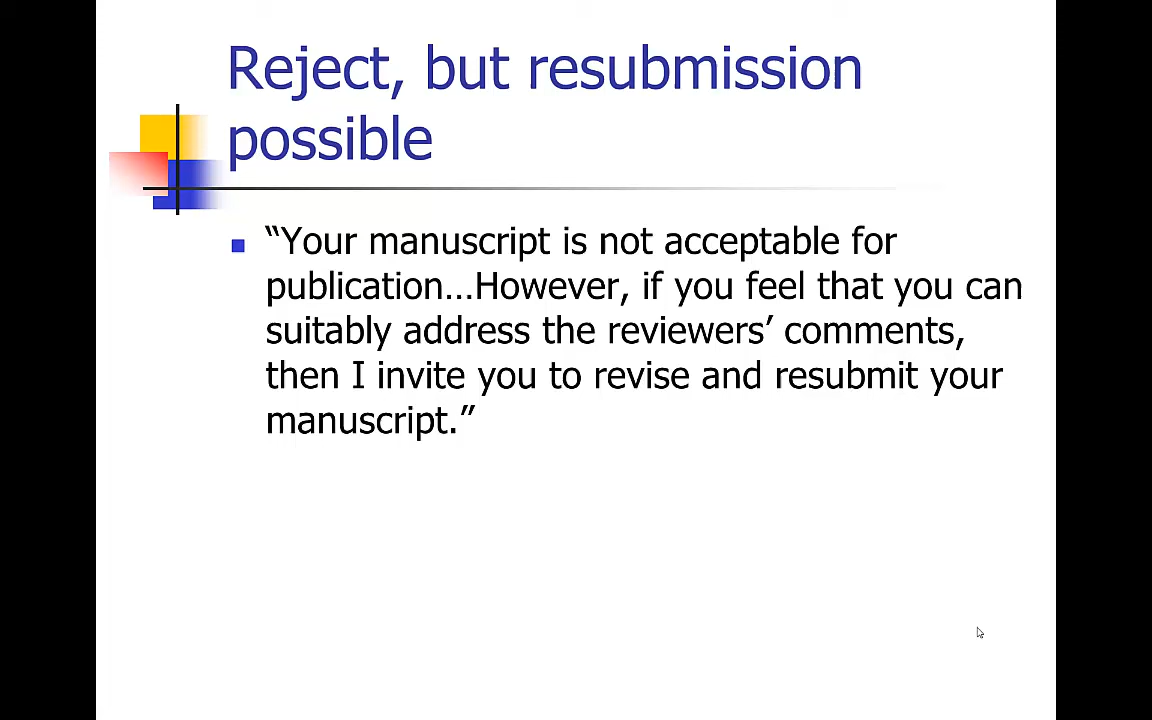 Reject, but resubmission
possible
“Your manuscript is not acceptable for
publication…However, if you feel that you can
suitably address the reviewers’ comments,
then I invite you to revise and resubmit your
manuscript.”